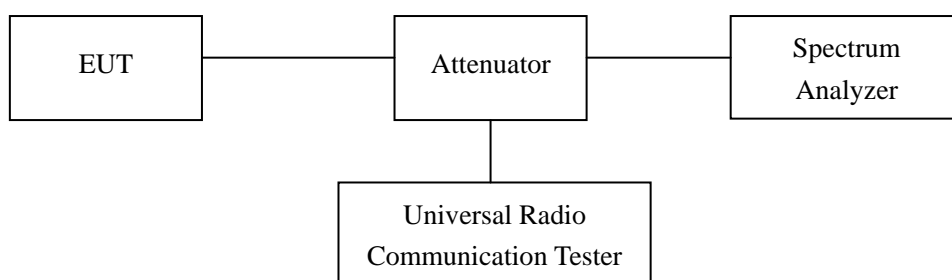 EUT
Attenuator
Spectrum
Analyzer
Universal Radio
Communication Tester